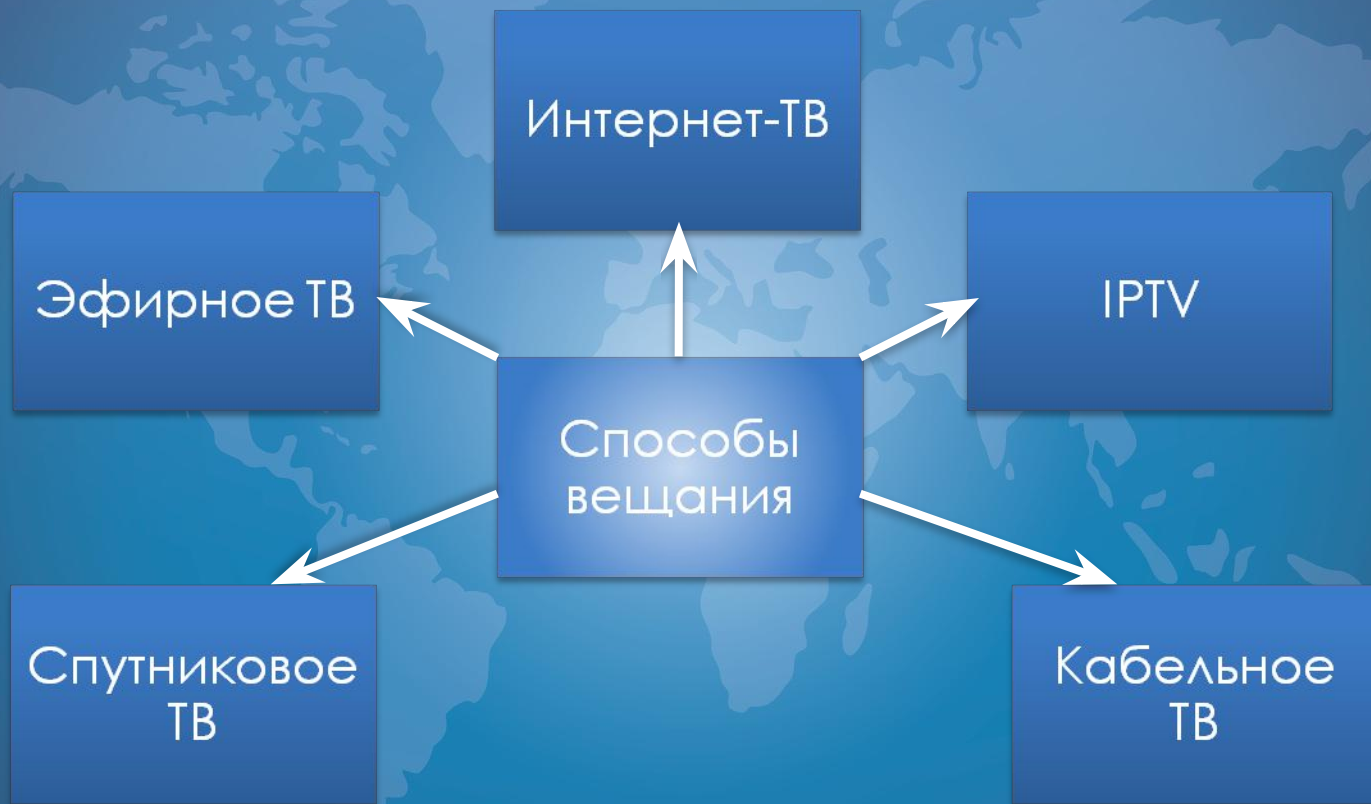 Интернет-ТВ
Эфирное ТВ
IPTV
Способы
вещания
Спутниковое
ТВ
Кабельное
ТВ